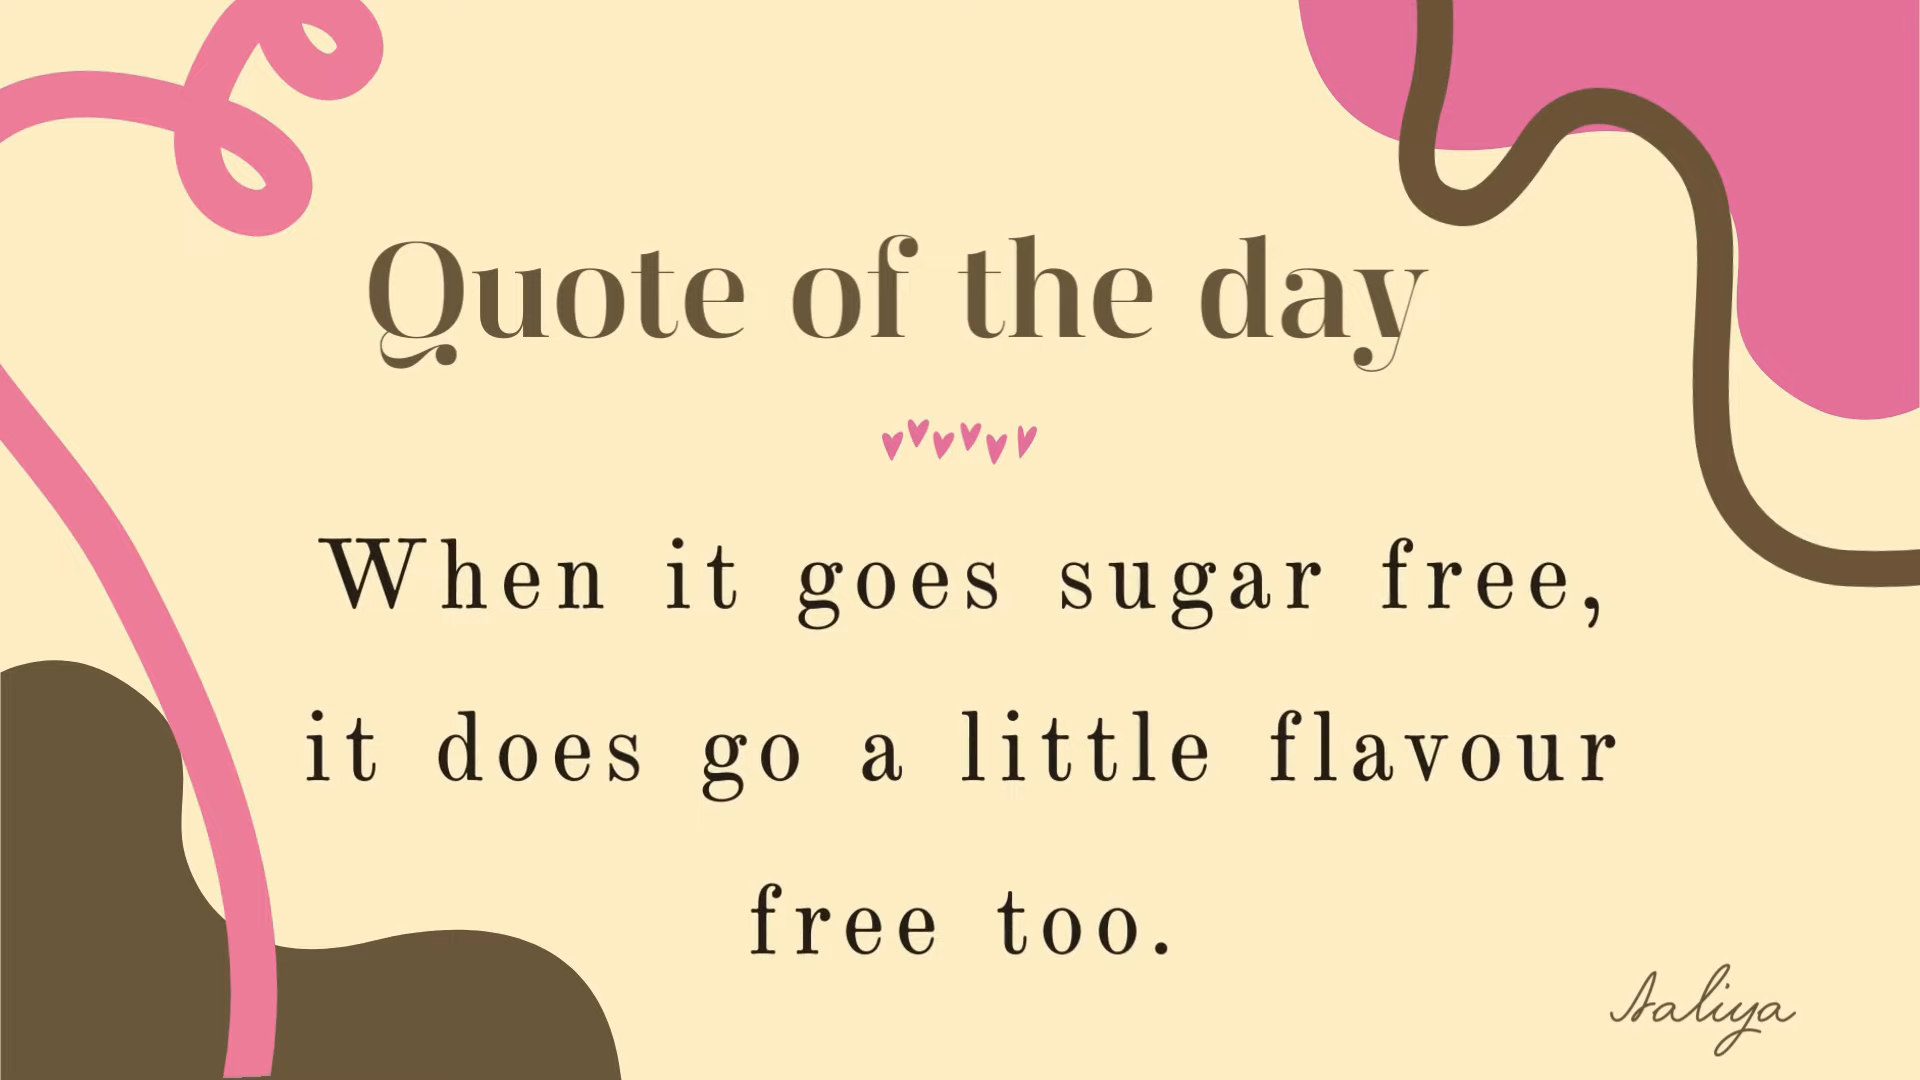 Quote of the day
When it goes sugar free,
it does go a little flavour
free too.
Aaliya